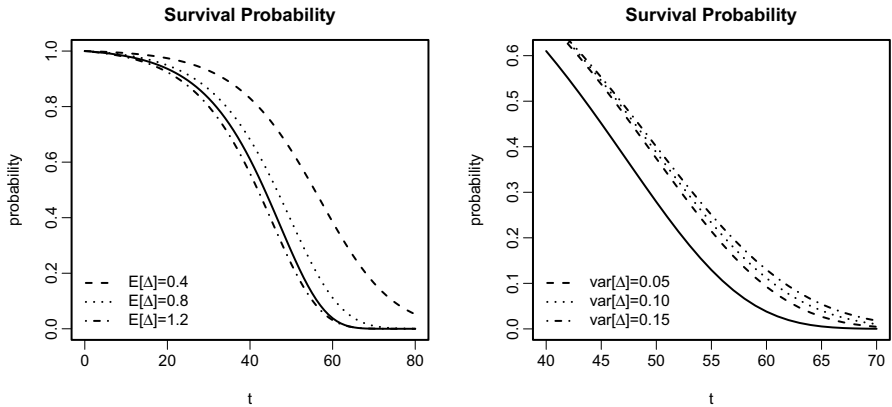 Survival Probability
probability
1.0
0.8
0.6
0.4
0.2
0.0
E[Δ]=0.4
E[Δ]=0.8
E[Δ]=1.2
0 20 40 60 80
t
Survival Probability
probability
0.6
0.5
0.4
0.3
0.2
0.1
0.0
var[Δ]=0.05
var[Δ]=0.10
var[Δ]=0.15
40 45 50 55 60 65 70
t